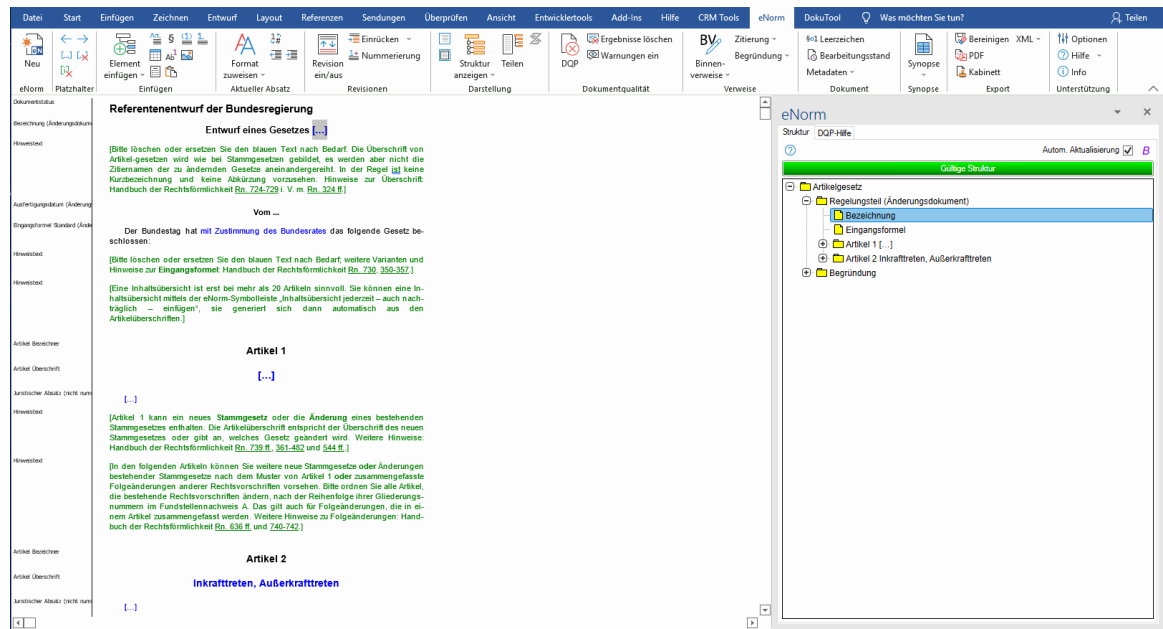 Datei Start Einfügen Zeichnen Entwurf Layout Referenzen Sendungen Überprüfen Ansicht Entwicklertools Add-Ins Hilfe CRM Tools eNorm DokuTool Was möchten Sie tun? Teilen
Neu
Element einfügen
Format zuweisen
Revision ein/aus
Einrücken
Nummerierung
Struktur anzeigen
Teilen
DQP
Ergebnisse löschen
Warnungen ein
BV
Binnen-verweise
Zitierung
Begründung
§⇔1 Leerzeichen
Bearbeitungsstand
Metadaten
Synopse
Bereinigen XML
PDF
Kabinett
Optionen
Hilfe
Info
eNorm Platzhalter Einfügen Aktueller Absatz Revisionen Darstellung Dokumentqualität Verweise Dokument Synopse Export Unterstützung
Dokumentstatus
Referentenentwurf der Bundesregierung
Bezeichnung (Änderungsdokum
Entwurf eines Gesetzes [...]
Hinweistext
[Bitte löschen oder ersetzen Sie den blauen Text nach Bedarf. Die Überschrift von
Artikel-gesetzen wird wie bei Stammgesetzen gebildet, es werden aber nicht die
Zitiernamen der zu ändernden Gesetze aneinandergereiht. In der Regel ist keine
Kurzbezeichnung und keine Abkürzung vorzusehen. Hinweise zur Überschrift:
Handbuch der Rechtsförmlichkeit Rn. 724-729 i. V. m. Rn. 324 ff.]
Ausfertigungsdatum (Änderung
Vom ...
Eingangsformel Standard (Ände
Der Bundestag hat mit Zustimmung des Bundesrates das folgende Gesetz be-
schlossen:
Hinweistext
[Bitte löschen oder ersetzen Sie den blauen Text nach Bedarf; weitere Varianten und
Hinweise zur Eingangsformel: Handbuch der Rechtsförmlichkeit Rn. 730, 350-357.]
Hinweistext
[Eine Inhaltsübersicht ist erst bei mehr als 20 Artikeln sinnvoll. Sie können eine In-
haltsübersicht mittels der eNorm-Symbolleiste „Inhaltsübersicht jederzeit – auch nach-
träglich – einfügen“, sie generiert sich dann automatisch aus den
Artikelüberschriften.]
Artikel Bezeichner
Artikel 1
Artikel Überschrift
[...]
Juristischer Absatz (nicht num
[...]
Hinweistext
[Artikel 1 kann ein neues Stammgesetz oder die Änderung eines bestehenden
Stammgesetzes enthalten. Die Artikelüberschrift entspricht der Überschrift des neuen
Stammgesetzes oder gibt an, welches Gesetz geändert wird. Weitere Hinweise:
Handbuch der Rechtsförmlichkeit Rn. 739 ff., 361-482 und 544 ff.]
Hinweistext
[In den folgenden Artikeln können Sie weitere neue Stammgesetze oder Änderungen
bestehender Stammgesetze nach dem Muster von Artikel 1 oder zusammengefasste
Folgeänderungen anderer Rechtsvorschriften vorsehen. Bitte ordnen Sie alle Artikel,
die bestehende Rechtsvorschriften ändern, nach der Reihenfolge ihrer Gliederungs-
nummern im Fundstellennachweis A. Das gilt auch für Folgeänderungen, die in ei-
nem Artikel zusammengefasst werden. Weitere Hinweise zu Folgeänderungen: Hand-
buch der Rechtsförmlichkeit Rn. 636 ff. und 740-742.]
Artikel Bezeichner
Artikel 2
Artikel Überschrift
Inkrafttreten, Außerkrafttreten
Juristischer Absatz (nicht num
[...]
eNorm
Struktur DQP-Hilfe
Autom. Aktualisierung B
Gültige Struktur
Artikelgesetz
Regelungsteil (Änderungsdokument)
Bezeichnung
Eingangsformel
Artikel 1 [...]
Artikel 2 Inkrafttreten, Außerkrafttreten
Begründung